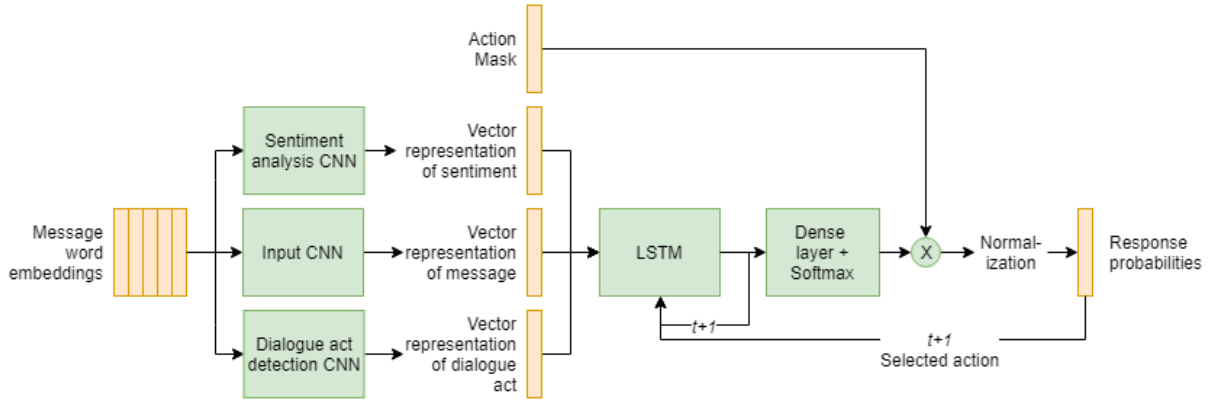 Action
Mask
Sentiment
analysis CNN
Vector
representation
of sentiment
Message
word
embeddings
Input CNN
Vector
representation
of message
LSTM
Dense
layer +
Softmax
X
Normal-
ization
Response
probabilities
Dialogue act
detection CNN
Vector
representation
of dialogue
act
t+1
t+1
Selected action